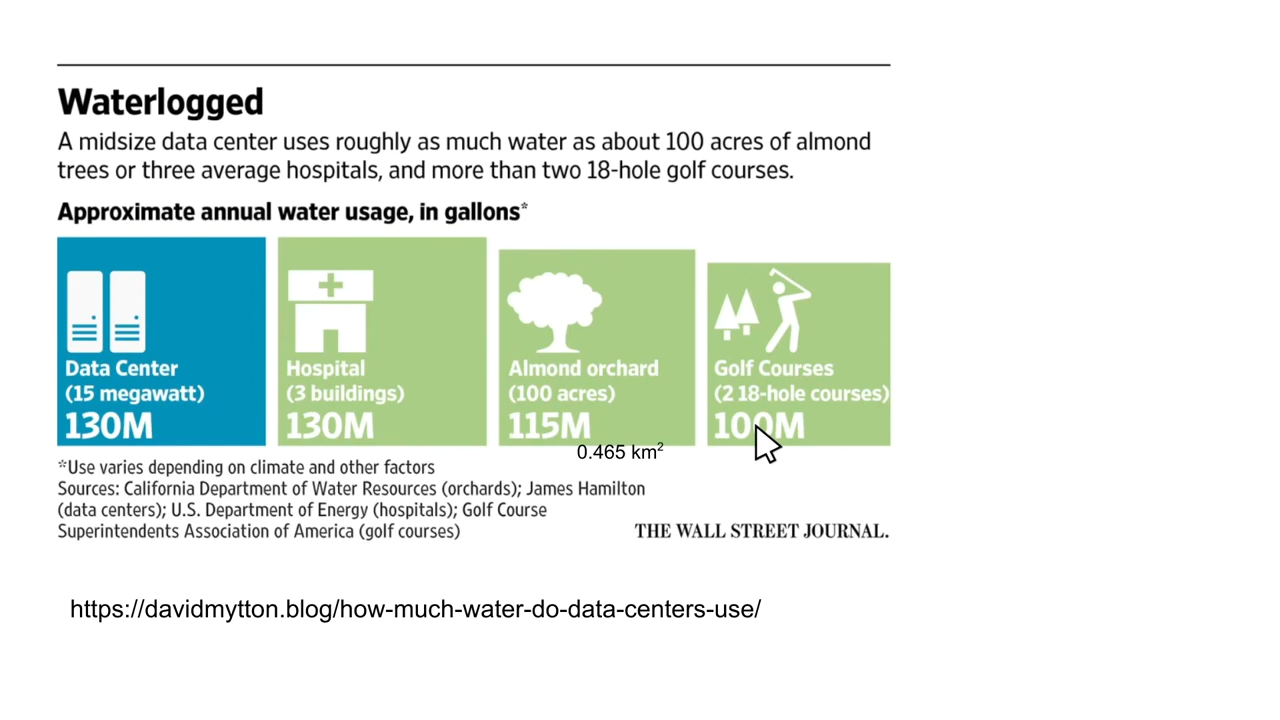 Waterlogged
A midsize data center uses roughly as much water as about 100 acres of almond
trees or three average hospitals, and more than two 18-hole golf courses.
Approximate annual water usage, in gallons*
Data Center
(15 megawatt)
130M
Hospital
(3 buildings)
130M
Almond orchard
(100 acres)
115M
Golf Courses
(2 18-hole courses)
100M
0.465 km²
*Use varies depending on climate and other factors
Sources: California Department of Water Resources (orchards); James Hamilton
(data centers); U.S. Department of Energy (hospitals); Golf Course
Superintendents Association of America (golf courses)
THE WALL STREET JOURNAL.
https://davidmytton.blog/how-much-water-do-data-centers-use/